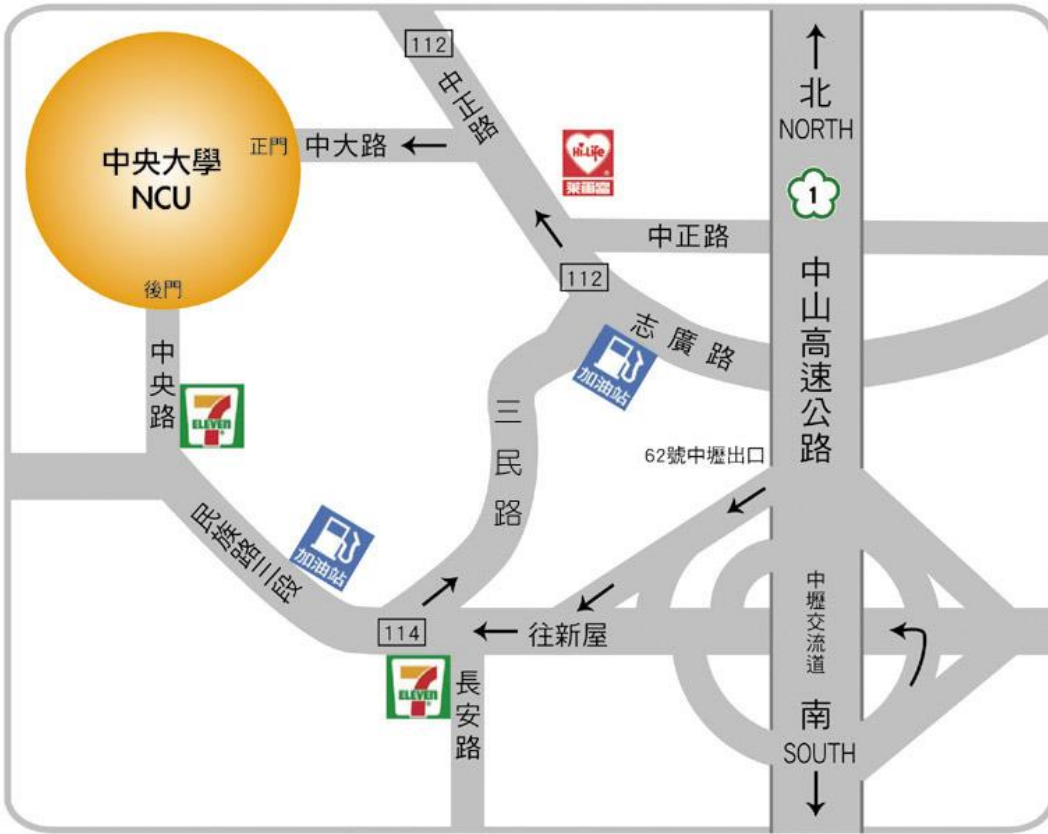 112
中正路
正門
中大路
中央大學
NCU
後門
Hi-Life
萊爾富
中正路
112
北
NORTH
1
中山高速公路
志廣路
加油站
中央路
7
ELEVEN
三民路
62號中壢出口
民族路三段
加油站
114
往新屋
中壢交流道
7
ELEVEN
長安路
南
SOUTH